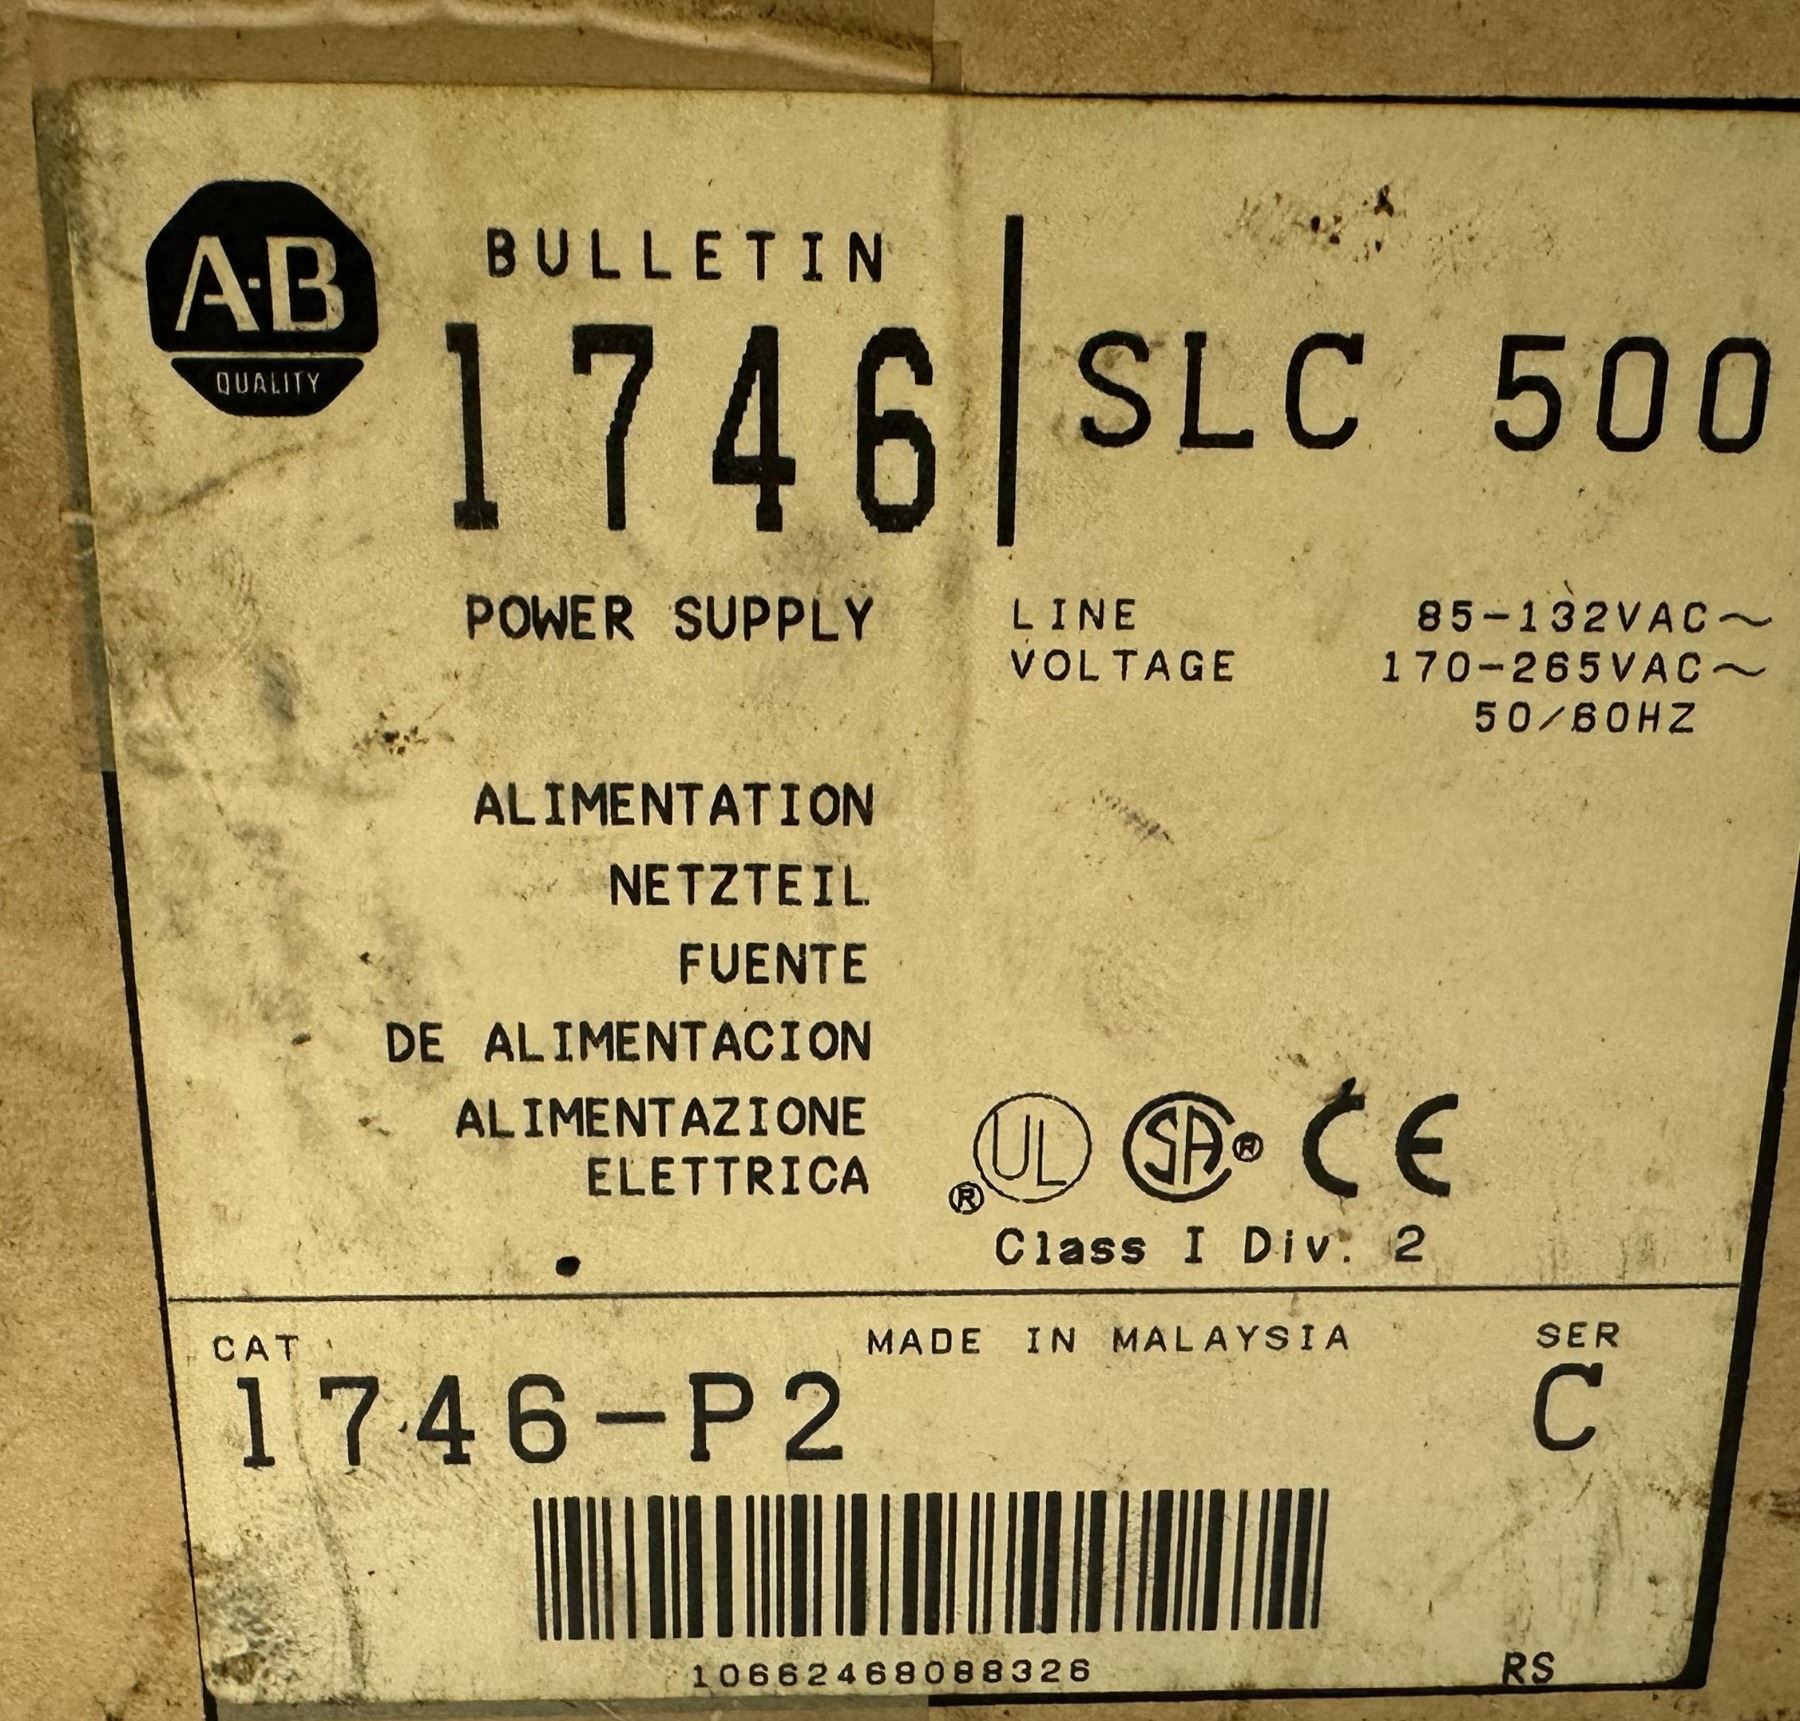 A·B
QUALITY
BULLETIN
1746
SLC 500
POWER SUPPLY
LINE
VOLTAGE
85-132VAC~
170-265VAC~
50/60HZ
ALIMENTATION
NETZTEIL
FUENTE
DE ALIMENTACION
ALIMENTAZIONE
ELETTRICA
UL® SA® CE
Class I Div. 2
CAT
1746-P2
MADE IN MALAYSIA
SER
C
10662468088326
RS